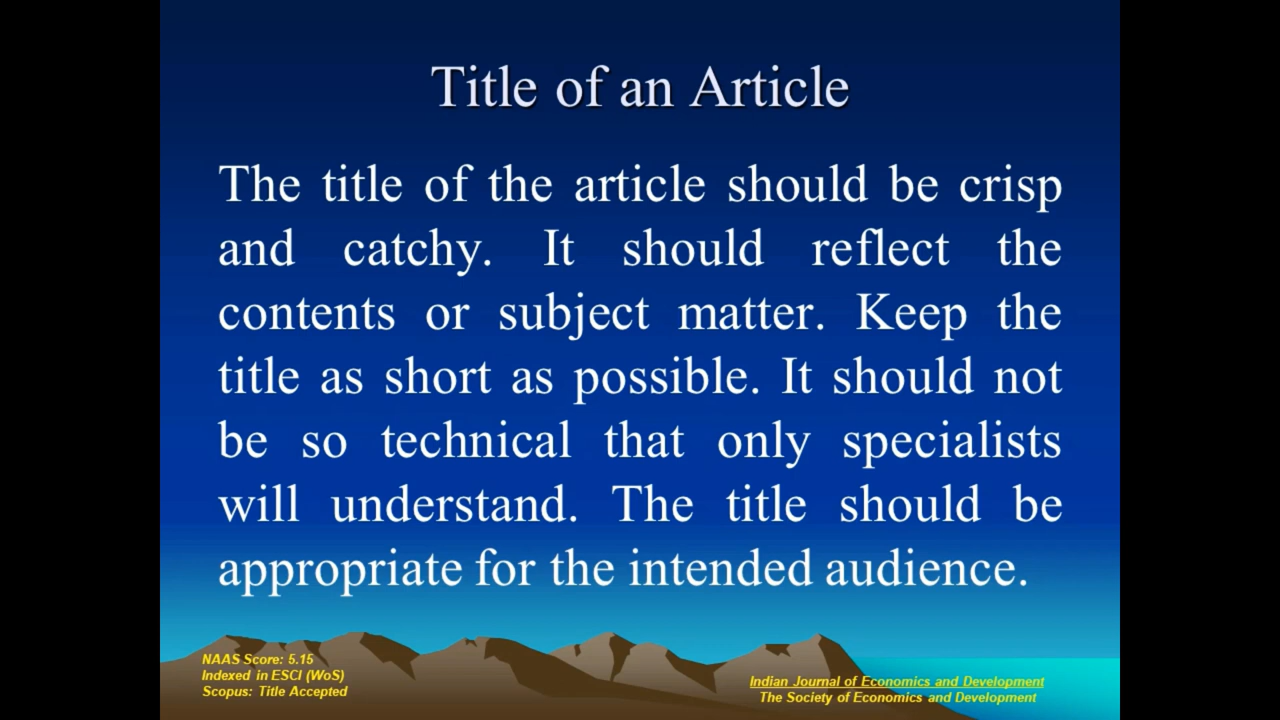 Title of an Article
The title of the article should be crisp
and catchy. It should reflect the
contents or subject matter. Keep the
title as short as possible. It should not
be so technical that only specialists
will understand. The title should be
appropriate for the intended audience.
NAAS Score: 5.15
Indexed in ESCI (WoS)
Scopus: Title Accepted
Indian Journal of Economics and Development
The Society of Economics and Development